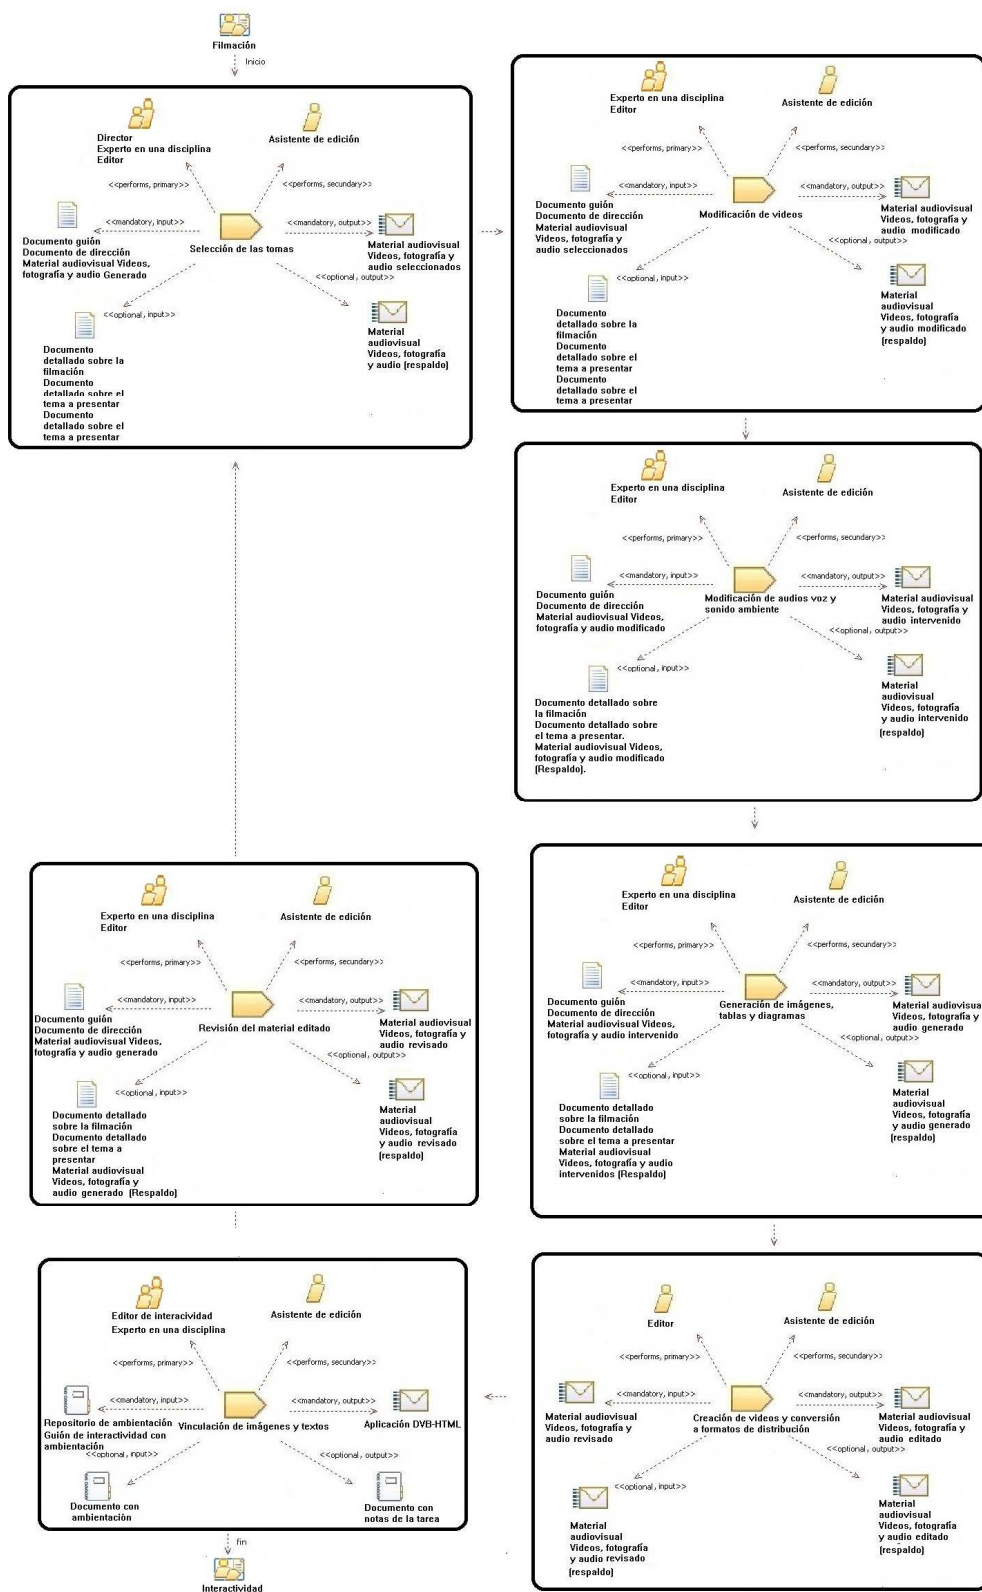 Filmación
Inicio
Director
Experto en una disciplina
Editor
Asistente de edición
<<performs, primary>>
<<performs, secundary>>
<<mandatory, input>>
<<mandatory, output>>
Documento guión
Documento de dirección
Material audiovisual Videos,
fotografía y audio Generado
Selección de las tomas
Material audiovisual
Videos, fotografía y
audio seleccionados
<<optional, output>>
<<optional, input>>
Documento
detallado sobre la
filmación
Documento
detallado sobre el
tema a presentar
Documento
detallado sobre el
tema a presentar
Material
audiovisual
Videos, fotografía
y audio (respaldo)
Experto en una disciplina
Editor
Asistente de edición
<<performs, primary>>
<<performs, secundary>>
<<mandatory, input>>
<<mandatory, output>>
Documento guión
Documento de dirección
Material audiovisual
Videos, fotografía y
audio seleccionados
Modificación de videos
Material audiovisual
Videos, fotografía y
audio modificado
<<optional, output>>
<<optional, input>>
Documento
detallado sobre la
filmación
Documento
detallado sobre el
tema a presentar
Documento
detallado sobre el
tema a presentar
Material
audiovisual
Videos, fotografía
y audio modificado
(respaldo)
Experto en una disciplina
Editor
Asistente de edición
<<performs, primary>>
<<performs, secundary>>
<<mandatory, input>>
<<mandatory, output>>
Documento guión
Documento de dirección
Material audiovisual Videos,
fotografía y audio modificado
Modificación de audios voz y
sonido ambiente
Material audiovisual
Videos, fotografía y
audio intervenido
<<optional, output>>
<<optional, input>>
Documento detallado sobre
la filmación
Documento detallado sobre
el tema a presentar.
Material audiovisual Videos,
fotografía y audio modificado
(Respaldo).
Material
audiovisual
Videos, fotografía
y audio intervenido
(respaldo)
Experto en una disciplina
Editor
Asistente de edición
<<performs, primary>>
<<performs, secundary>>
<<mandatory, input>>
<<mandatory, output>>
Documento guión
Documento de dirección
Material audiovisual Videos,
fotografía y audio intervenido
Generación de imágenes,
tablas y diagramas
Material audiovisual
Videos, fotografía y
audio generado
<<optional, output>>
<<optional, input>>
Documento detallado
sobre la filmación
Documento detallado
sobre el tema a presentar
Material audiovisual
Videos, fotografía y audio
intervenidos (Respaldo)
Material
audiovisual
Videos, fotografía
y audio generado
(respaldo)
Experto en una disciplina
Editor
Asistente de edición
<<performs, primary>>
<<performs, secundary>>
<<mandatory, input>>
<<mandatory, output>>
Documento guión
Documento de dirección
Material audiovisual Videos,
fotografía y audio generado
Revisión del material editado
Material audiovisual
Videos, fotografía y
audio revisado
<<optional, output>>
<<optional, input>>
Documento detallado
sobre la filmación
Documento detallado
sobre el tema a
presentar
Material audiovisual
Videos, fotografía y
audio generado (Respaldo)
Material
audiovisual
Videos, fotografía
y audio revisado
(respaldo)
Editor
Asistente de edición
<<performs, primary>>
<<performs, secundary>>
<<mandatory, input>>
<<mandatory, output>>
Material audiovisual
Videos, fotografía y
audio revisado
Creación de videos y conversión
a formatos de distribución
Material audiovisual
Videos, fotografía y
audio editado
<<optional, output>>
<<optional, input>>
Material
audiovisual
Videos, fotografía
y audio revisado
(respaldo)
Material
audiovisual
Videos, fotografía
y audio editado
(respaldo)
Editor de interacividad
Experto en una disciplina
Asistente de edición
<<performs, primary>>
<<performs, secundary>>
<<mandatory, input>>
<<mandatory, output>>
Repositorio de ambientación
Guión de interactividad con
ambientación
Vinculación de imágenes y textos
Aplicación DVB-HTML
<<optional, input>>
<<optional, output>>
Documento con
ambientación
Documento con
notas de la tarea
fin
Interactividad